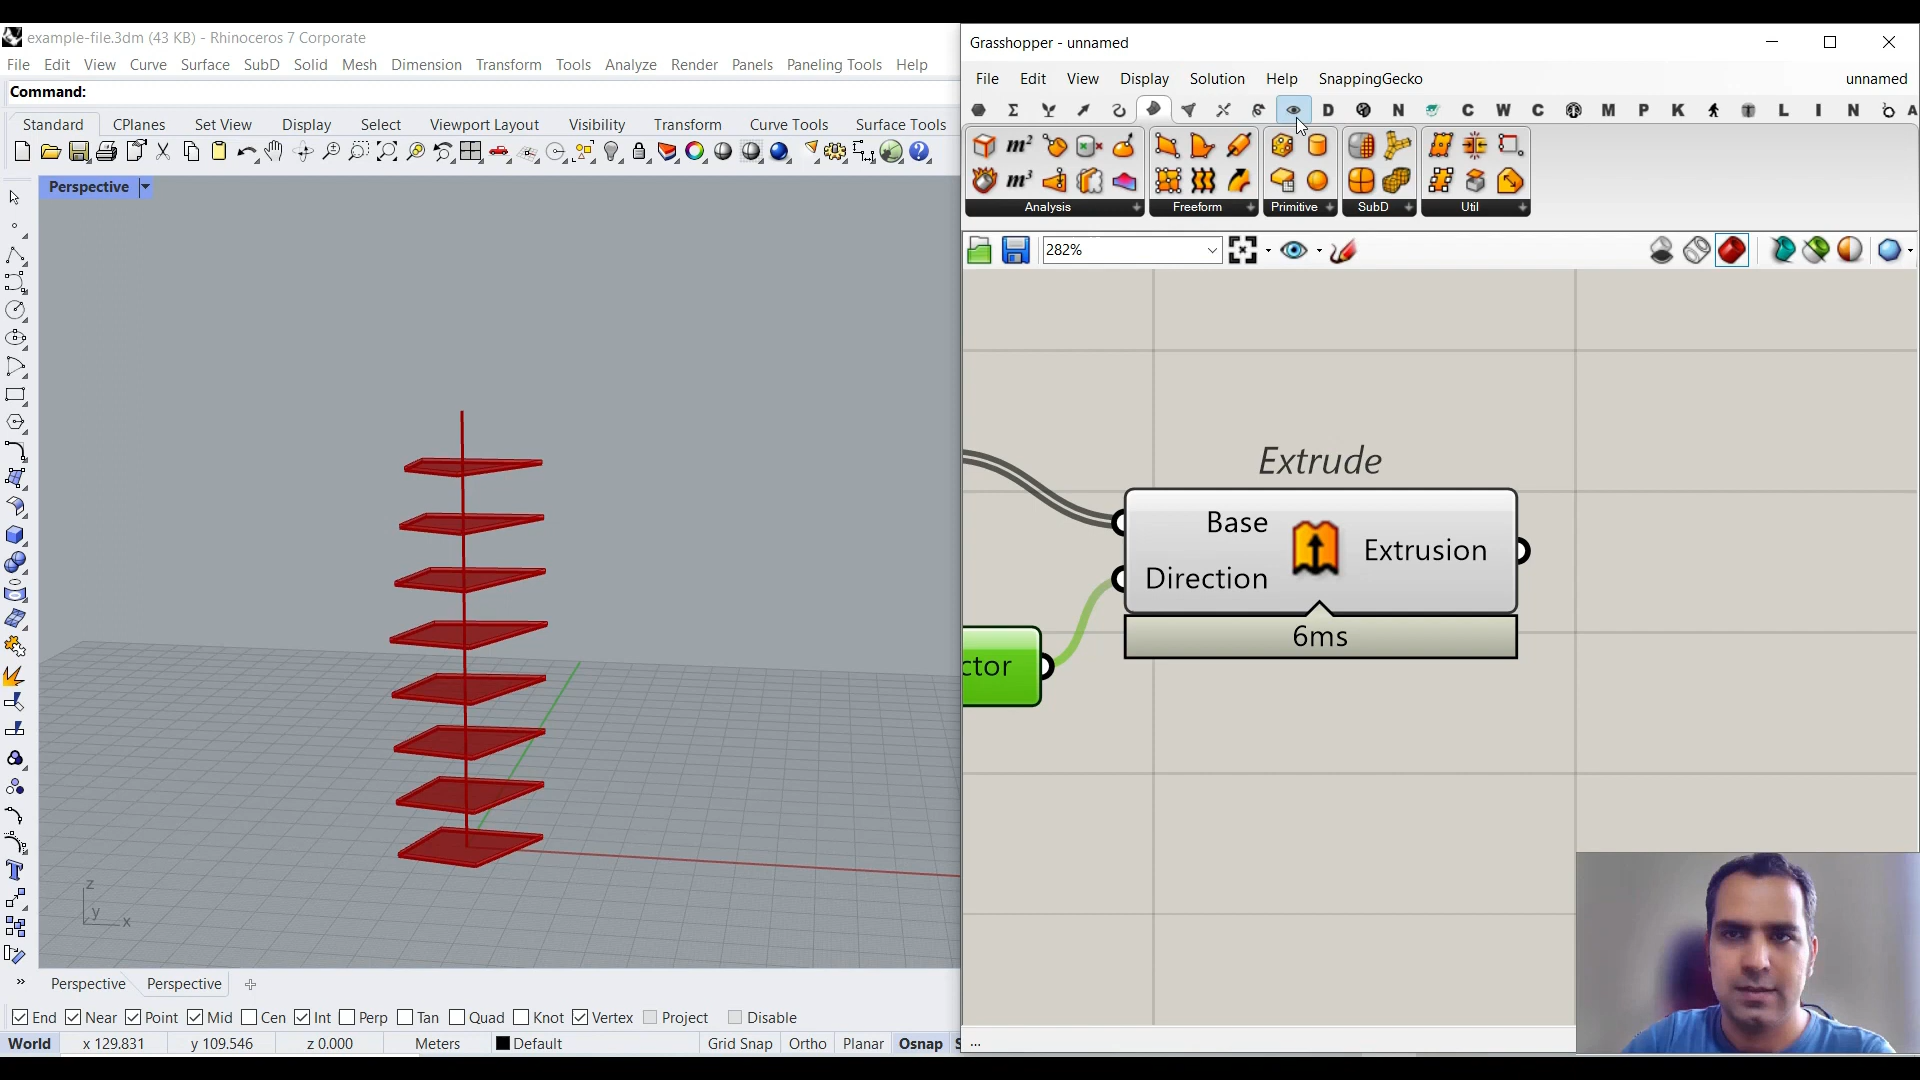 example-file.3dm (43 KB) - Rhinoceros 7 Corporate
File Edit View Curve Surface SubD Solid Mesh Dimension Transform Tools Analyze Render Panels Paneling Tools Help
Command:
Standard CPlanes Set View Display Select Viewport Layout Visibility Transform Curve Tools Surface Tools
Perspective
z
y
x
Perspective Perspective
End Near Point Mid Cen Int Perp Tan Quad Knot Vertex Project Disable
World x 129.831 y 109.546 z 0.000 Meters Default Grid Snap Ortho Planar Osnap S
Grasshopper - unnamed
File Edit View Display Solution Help SnappingGecko unnamed
D N C W C M P K L I N A
m² m³
Analysis Freeform Primitive SubD Util
282%
Extrude
Base
Direction
Extrusion
6ms
ctor
...